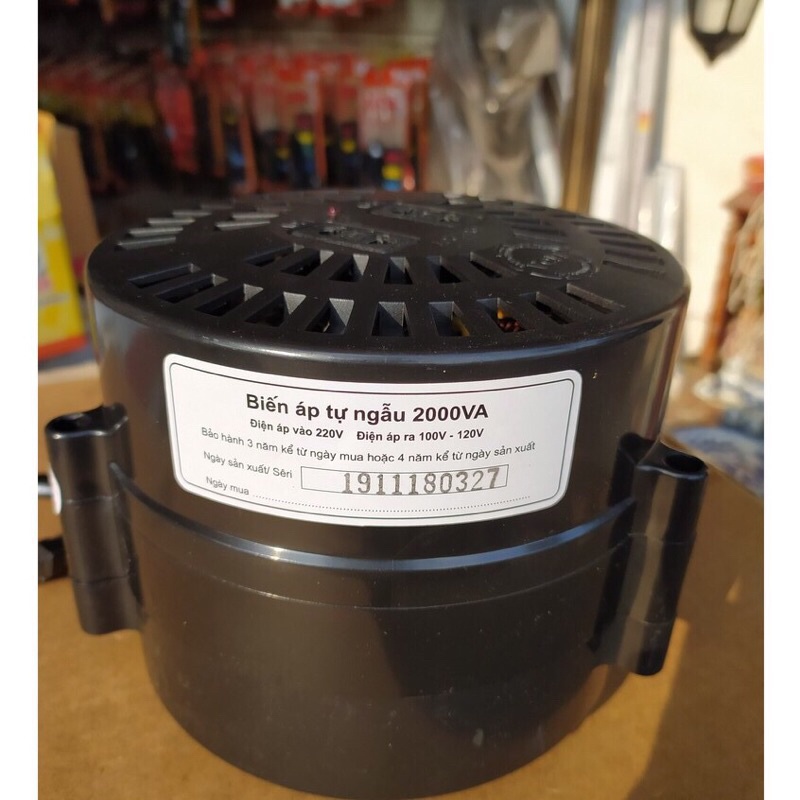 Biến áp tự ngẫu 2000VA
Điện áp vào 220V Điện áp ra 100V - 120V
Bảo hành 3 năm kể từ ngày mua hoặc 4 năm kể từ ngày sản xuất
Ngày sản xuất/ Sêri 1911180327
Ngày mua ................................................